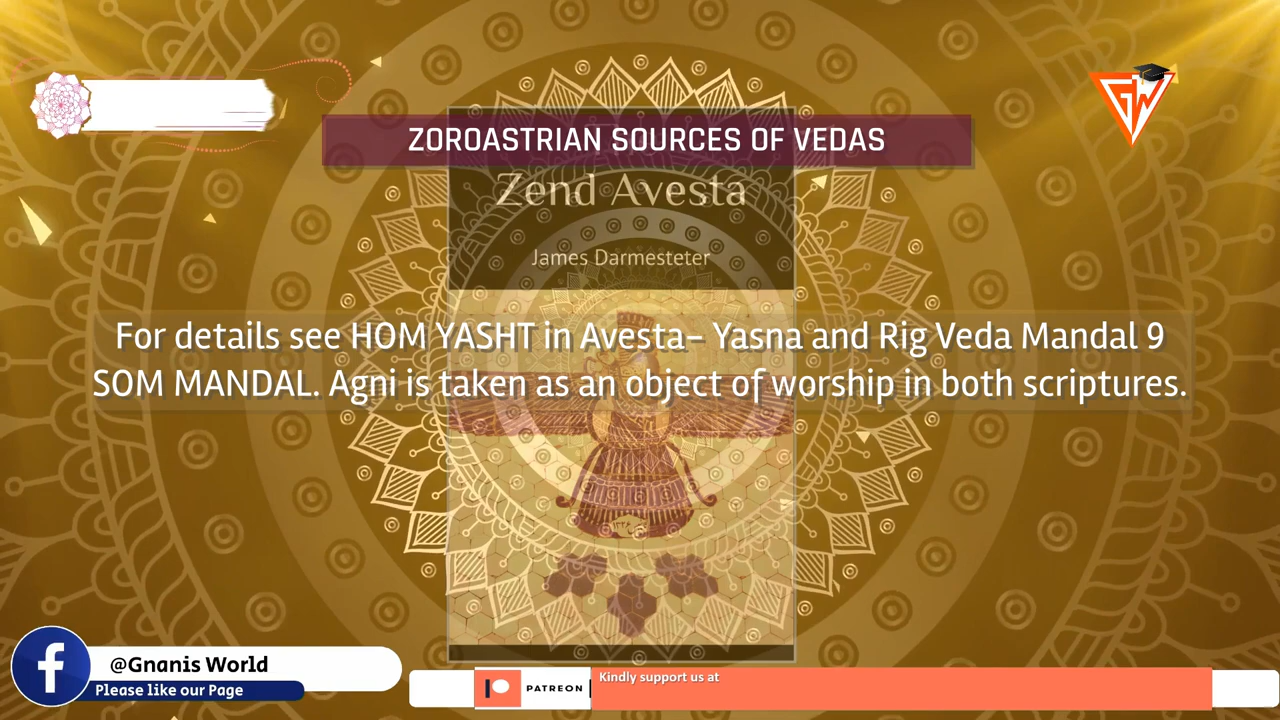 ZOROASTRIAN SOURCES OF VEDAS
Zend Avesta
James Darmesteter
For details see HOM YASHT in Avesta– Yasna and Rig Veda Mandal 9
SOM MANDAL. Agni is taken as an object of worship in both scriptures.
GW
@Gnanis World
Please like our Page
PATREON
Kindly support us at